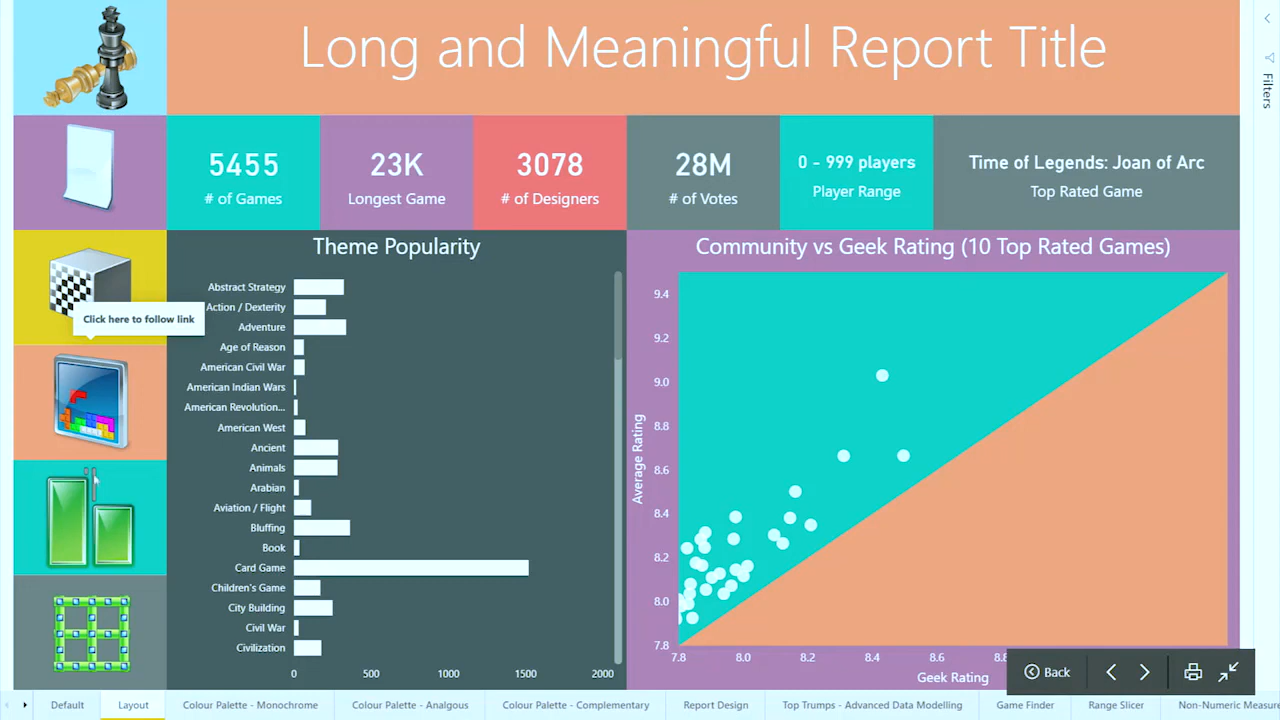 Long and Meaningful Report Title
Filters
5455
# of Games
23K
Longest Game
3078
# of Designers
28M
# of Votes
0 - 999 players
Player Range
Time of Legends: Joan of Arc
Top Rated Game
Click here to follow link
Theme Popularity
Abstract Strategy
Action / Dexterity
Adventure
Age of Reason
American Civil War
American Indian Wars
American Revolution...
American West
Ancient
Animals
Arabian
Aviation / Flight
Bluffing
Book
Card Game
Children's Game
City Building
Civil War
Civilization
0 500 1000 1500 2000
Community vs Geek Rating (10 Top Rated Games)
Average Rating
9.4
9.2
9.0
8.8
8.6
8.4
8.2
8.0
7.8
7.8 8.0 8.2 8.4 8.6
Geek Rating
Back
Default Layout Colour Palette - Monochrome Colour Palette - Analgous Colour Palette - Complementary Report Design Top Trumps - Advanced Data Modelling Game Finder Range Slicer Non-Numeric Measure